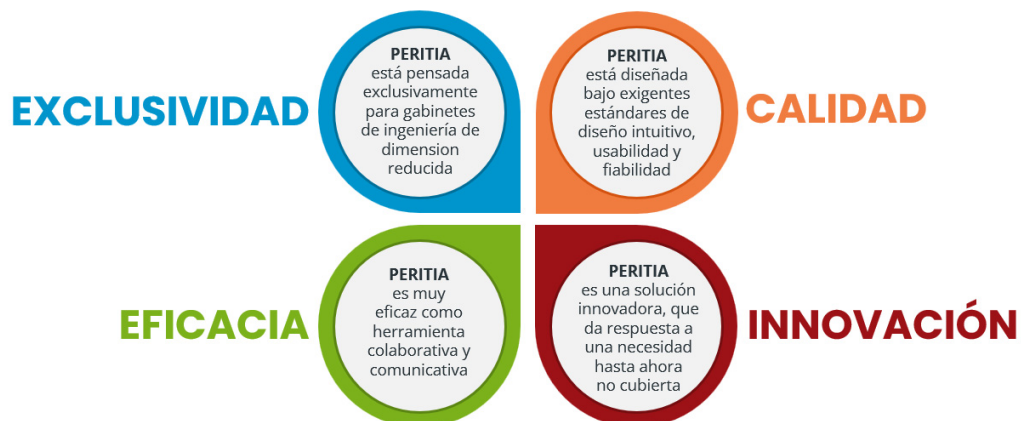 EXCLUSIVIDAD
PERITIA
está pensada
exclusivamente
para gabinetes
de ingeniería de
dimension
reducida
PERITIA
está diseñada
bajo exigentes
estándares de
diseño intuitivo,
usabilidad y
fiabilidad
CALIDAD
EFICACIA
PERITIA
es muy
eficaz como
herramienta
colaborativa y
comunicativa
PERITIA
es una solución
innovadora, que
da respuesta a
una necesidad
hasta ahora
no cubierta
INNOVACIÓN